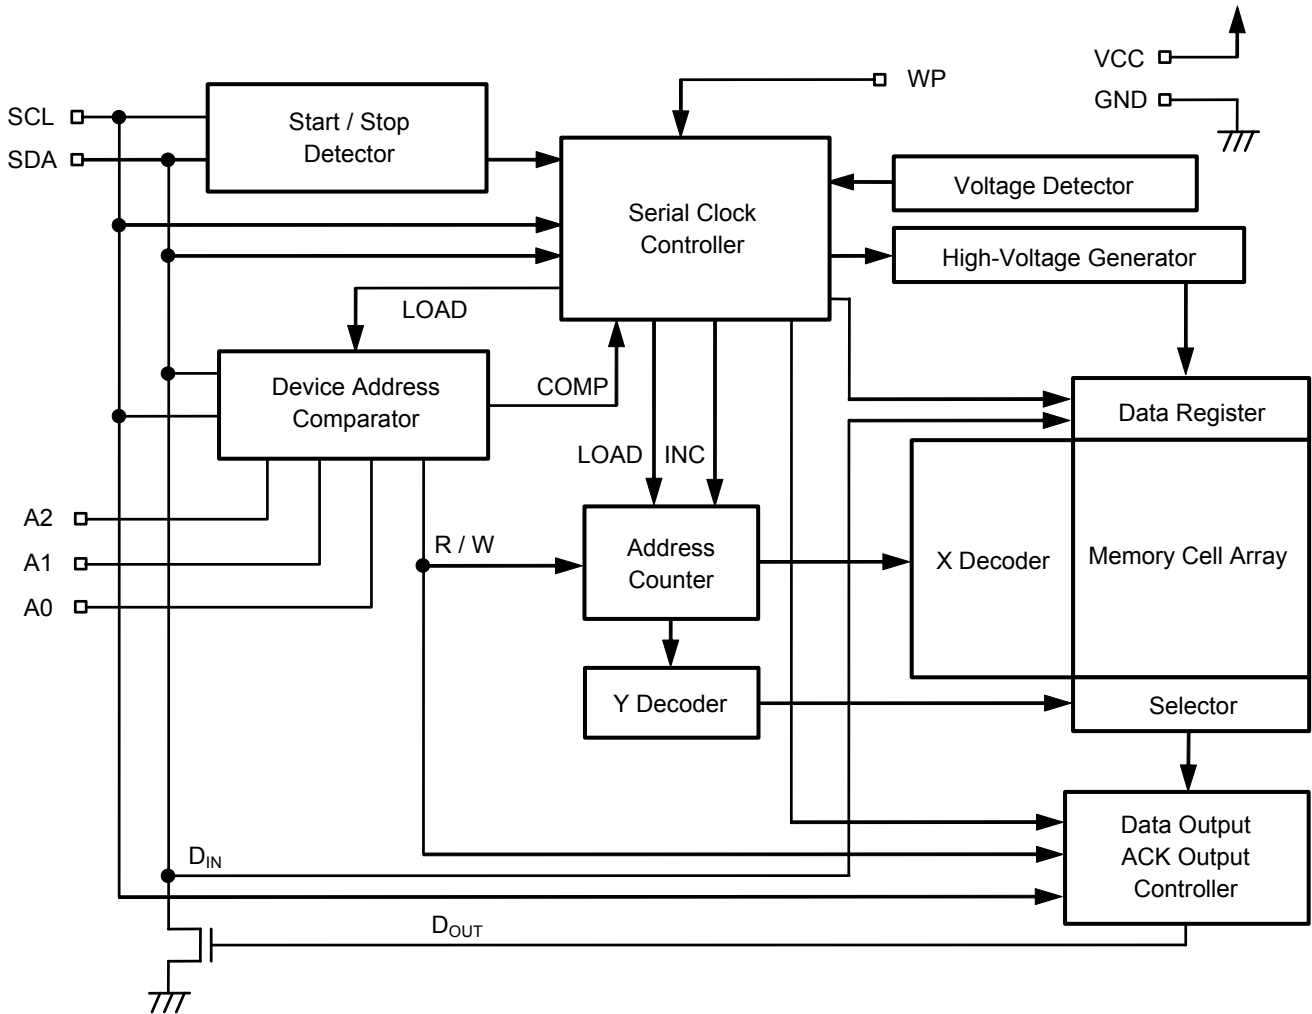 VCC
GND
WP
SCL
SDA
Start / Stop
Detector
Serial Clock
Controller
Voltage Detector
High-Voltage Generator
LOAD
Device Address
Comparator
COMP
Data Register
LOAD
INC
A2
A1
A0
R / W
Address
Counter
X Decoder
Memory Cell Array
Y Decoder
Selector
Data Output
ACK Output
Controller
DIN
DOUT